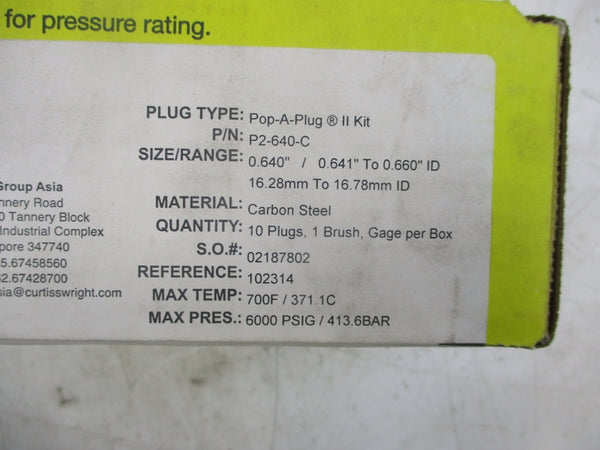 for pressure rating.
PLUG TYPE: Pop-A-Plug ® II Kit
P/N: P2-640-C
SIZE/RANGE: 0.640" / 0.641" To 0.660" ID
16.28mm To 16.78mm ID
MATERIAL: Carbon Steel
QUANTITY: 10 Plugs, 1 Brush, Gage per Box
S.O.#: 02187802
REFERENCE: 102314
MAX TEMP: 700F / 371.1C
MAX PRES.: 6000 PSIG / 413.6BAR
Group Asia
nnery Road
0 Tannery Block
Industrial Complex
pore 347740
5.67458560
62.67428700
sia@curtisswright.com